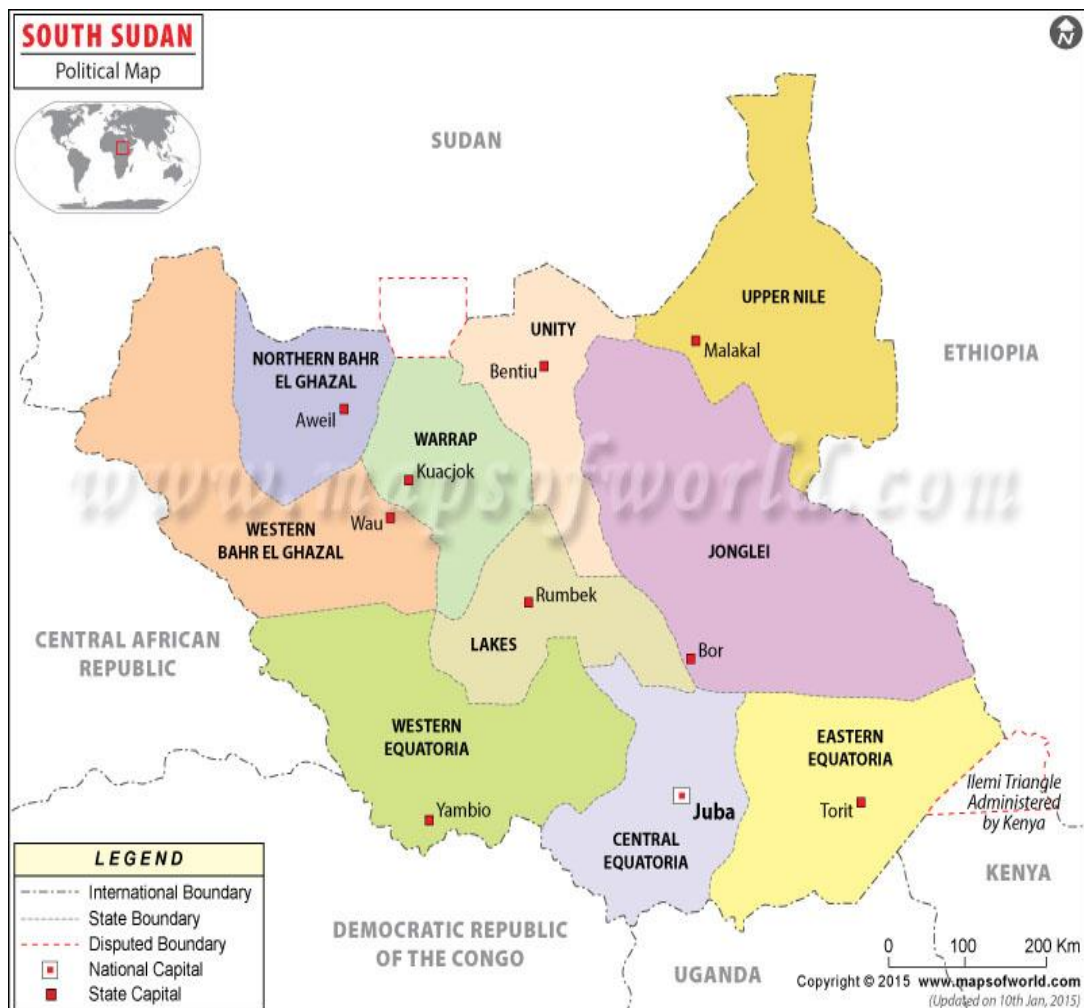 SOUTH SUDAN
Political Map
N
SUDAN
UPPER NILE
UNITY
Malakal
ETHIOPIA
NORTHERN BAHR
EL GHAZAL
Bentiu
Aweil
WARRAP
Kuacjok
www.mapsofworld.com
Wau
WESTERN
BAHR EL GHAZAL
JONGLEI
Rumbek
CENTRAL AFRICAN
REPUBLIC
LAKES
Bor
WESTERN
EQUATORIA
EASTERN
EQUATORIA
Ilemi Triangle
Administered
by Kenya
Yambio
Juba
Torit
CENTRAL
EQUATORIA
KENYA
DEMOCRATIC REPUBLIC
OF THE CONGO
UGANDA
LEGEND
International Boundary
State Boundary
Disputed Boundary
National Capital
State Capital
0 100 200 Km
Copyright © 2015 www.mapsofworld.com
(Updated on 10th Jan, 2015)